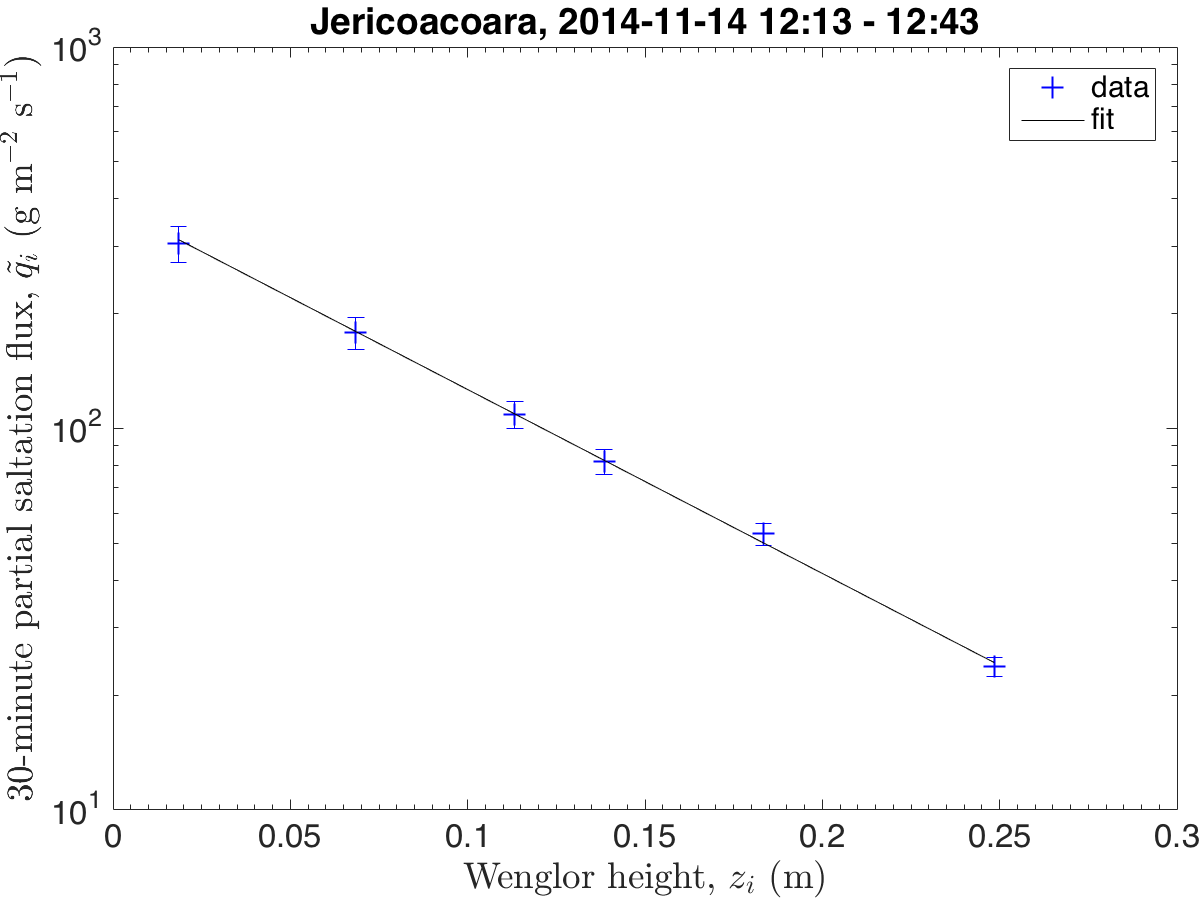 Jericoacoara, 2014-11-14 12:13 - 12:43
10³
data
fit
10²
10¹
30-minute partial saltation flux, q̃ᵢ (g m⁻² s⁻¹)
0 0.05 0.1 0.15 0.2 0.25 0.3
Wenglor height, zᵢ (m)